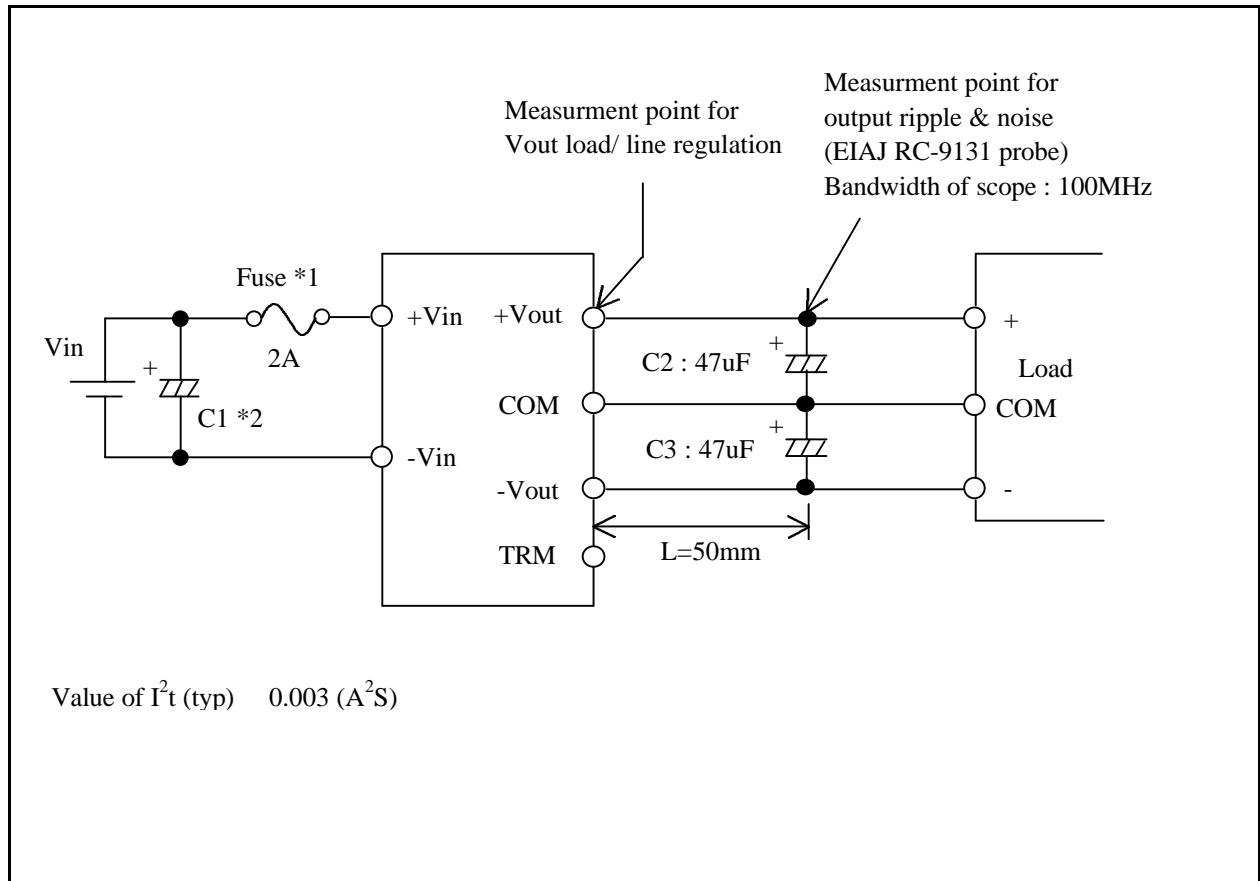 Measurment point for
Vout load/ line regulation
Measurment point for
output ripple & noise
(EIAJ RC-9131 probe)
Bandwidth of scope : 100MHz
Fuse *1
2A
Vin
+
C1 *2
+Vin
-Vin
+Vout
COM
-Vout
TRM
+
C2 : 47uF
+
C3 : 47uF
L=50mm
+
Load
COM
-
Value of I²t (typ) 0.003 (A²S)